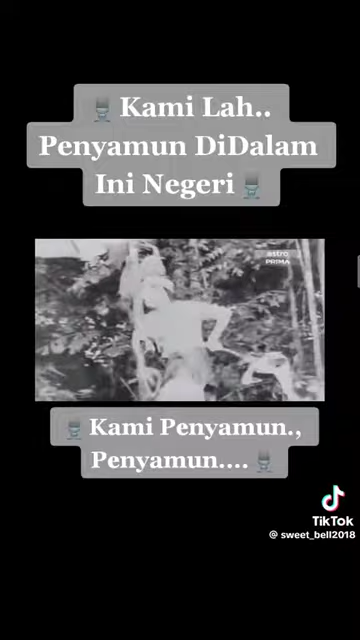 💈Kami Lah..
Penyamun DiDalam
Ini Negeri💈
astro
PRIMA
💈 Kami Penyamun.,
Penyamun....💈
TikTok
@ sweet_bell2018